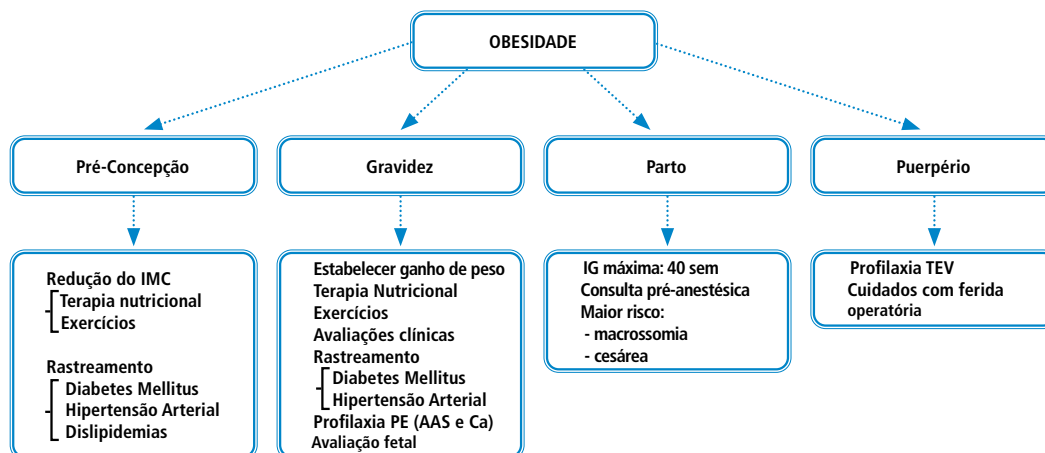 OBESIDADE
Pré-Concepção
Gravidez
Parto
Puerpério
Redução do IMC
Terapia nutricional
Exercícios
Rastreamento
Diabetes Mellitus
Hipertensão Arterial
Dislipidemias
Estabelecer ganho de peso
Terapia Nutricional
Exercícios
Avaliações clínicas
Rastreamento
Diabetes Mellitus
Hipertensão Arterial
Profilaxia PE (AAS e Ca)
Avaliação fetal
IG máxima: 40 sem
Consulta pré-anestésica
Maior risco:
- macrossomia
- cesárea
Profilaxia TEV
Cuidados com ferida
operatória